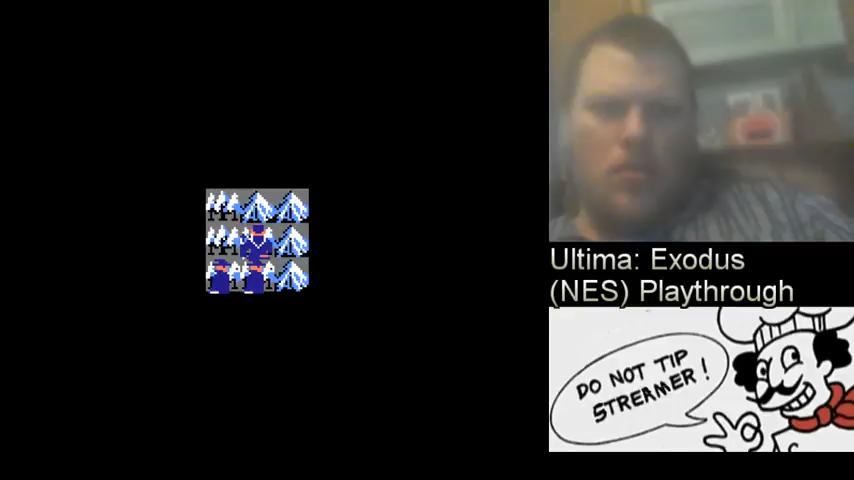 Ultima: Exodus
(NES) Playthrough
DO NOT TIP
STREAMER!